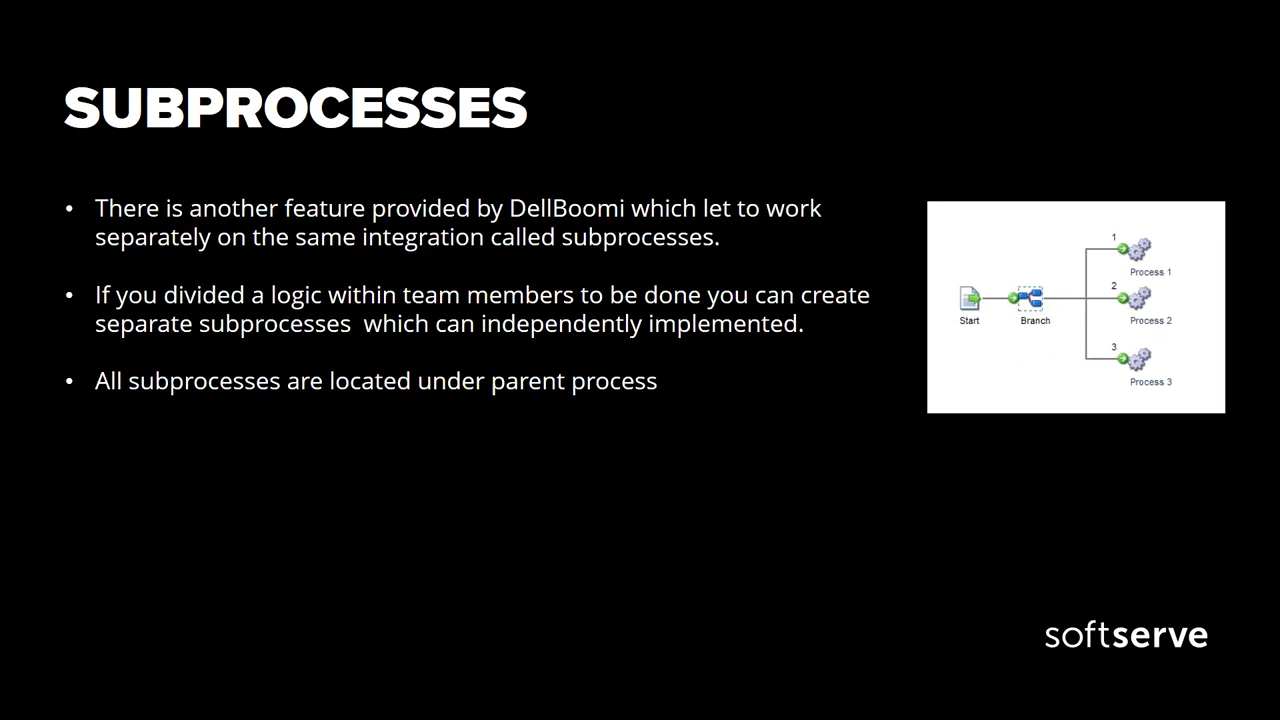 SUBPROCESSES
• There is another feature provided by DellBoomi which let to work
separately on the same integration called subprocesses.
• If you divided a logic within team members to be done you can create
separate subprocesses  which can independently implemented.
• All subprocesses are located under parent process
1
Process 1
2
Start
Branch
Process 2
3
Process 3
softserve